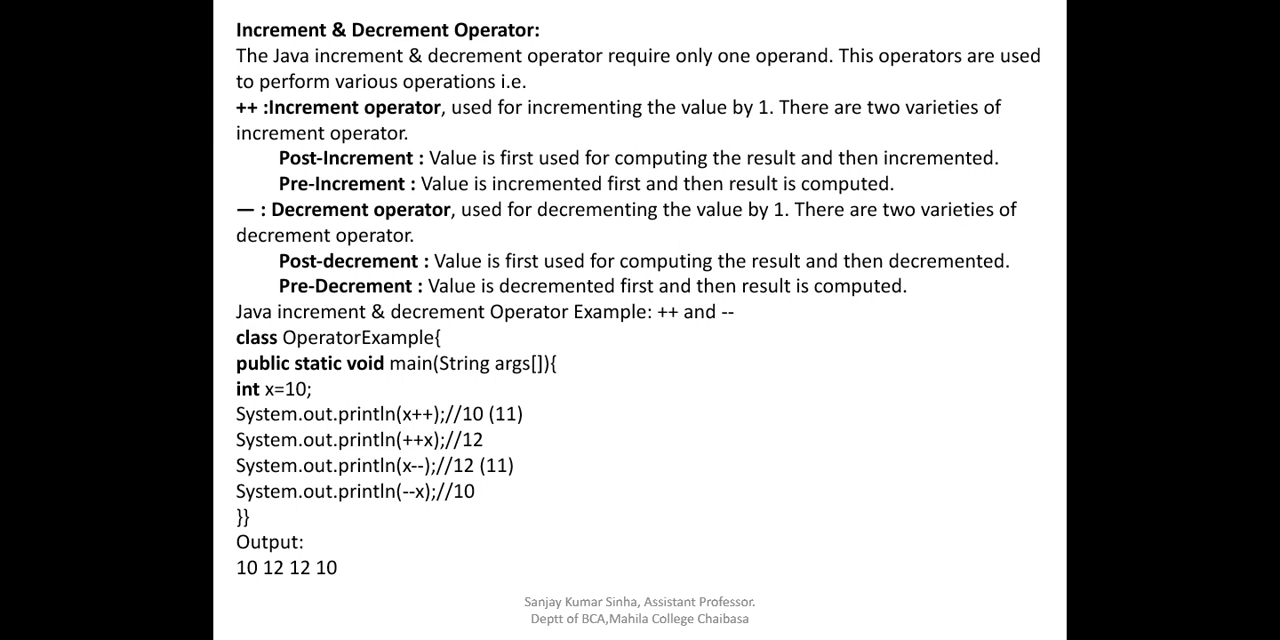 Increment & Decrement Operator:
The Java increment & decrement operator require only one operand. This operators are used
to perform various operations i.e.
++ :Increment operator, used for incrementing the value by 1. There are two varieties of
increment operator.
Post-Increment : Value is first used for computing the result and then incremented.
Pre-Increment : Value is incremented first and then result is computed.
— : Decrement operator, used for decrementing the value by 1. There are two varieties of
decrement operator.
Post-decrement : Value is first used for computing the result and then decremented.
Pre-Decrement : Value is decremented first and then result is computed.
Java increment & decrement Operator Example: ++ and --
class OperatorExample{
public static void main(String args[]){
int x=10;
System.out.println(x++);//10 (11)
System.out.println(++x);//12
System.out.println(x--);//12 (11)
System.out.println(--x);//10
}}
Output:
10 12 12 10
Sanjay Kumar Sinha, Assistant Professor.
Deptt of BCA,Mahila College Chaibasa